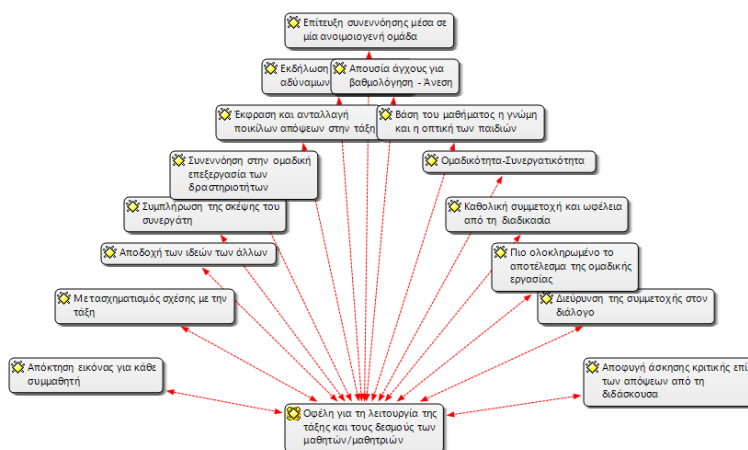 Επίτευξη συνεννόησης μέσα σε
μία ανοιμοιογενή ομάδα
Εκδήλωση
αδύναμων
Απουσία άγχους για
βαθμολόγηση - Άνεση
Έκφραση και ανταλλαγή
ποικίλων απόψεων στην τάξη
Βάση του μαθήματος η γνώμη
και η οπτική των παιδιών
Συνεννόηση στην ομαδική
επεξεργασία των
δραστηριοτήτων
Ομαδικότητα-Συνεργατικότητα
Συμπλήρωση της σκέψης του
συνεργάτη
Καθολική συμμετοχή και ωφέλεια
από τη διαδικασία
Αποδοχή των ιδεών των άλλων
Πιο ολοκληρωμένο το
αποτέλεσμα της ομαδικής
εργασίας
Μετασχηματισμός σχέσης με την
τάξη
Διεύρυνση της συμμετοχής στον
διάλογο
Απόκτηση εικόνας για κάθε
συμμαθητή
Αποφυγή άσκησης κριτικής επί
των απόψεων από τη
διδάσκουσα
Οφέλη για τη λειτουργία της
τάξης και τους δεσμούς των
μαθητών/μαθητριών